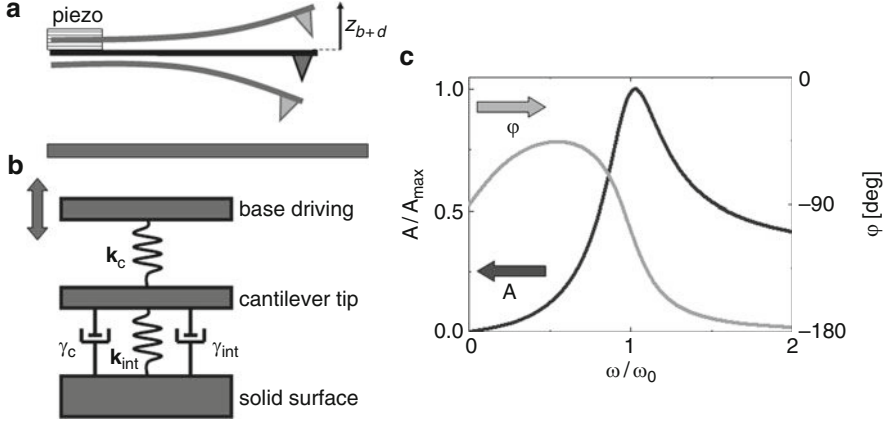 a
piezo
z_{b+d}
b
base driving
k_c
cantilever tip
γ_c
k_int
γ_int
solid surface
c
1.0
0.5
0.0
A/A_max
φ
A
0
-90
-180
φ [deg]
0
1
2
ω/ω_0